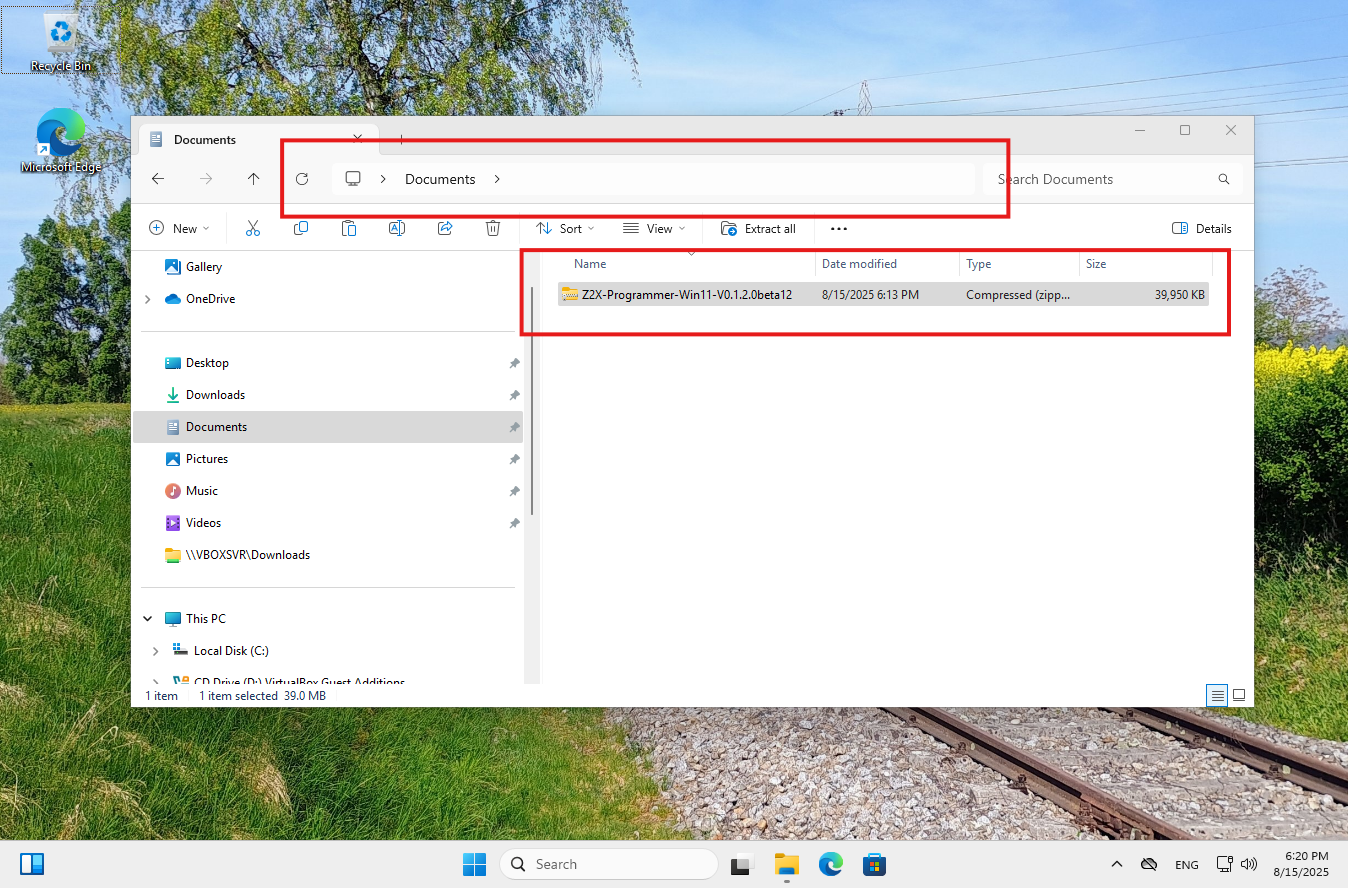 Recycle Bin
Microsoft Edge
Documents
Documents
Search Documents
New
Sort
View
Extract all
Details
Gallery
OneDrive
Desktop
Downloads
Documents
Pictures
Music
Videos
\\VBOXSVR\Downloads
This PC
Local Disk (C:)
CD Drive (D:) VirtualBox Guest Additions
Name Date modified Type Size
Z2X-Programmer-Win11-V0.1.2.0beta12 8/15/2025 6:13 PM Compressed (zipp... 39,950 KB
1 item 1 item selected 39.0 MB
Search
ENG
6:20 PM
8/15/2025